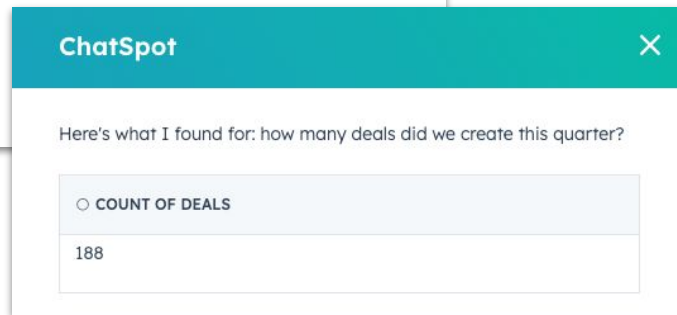 ChatSpot
Here's what I found for: how many deals did we create this quarter?
COUNT OF DEALS
188